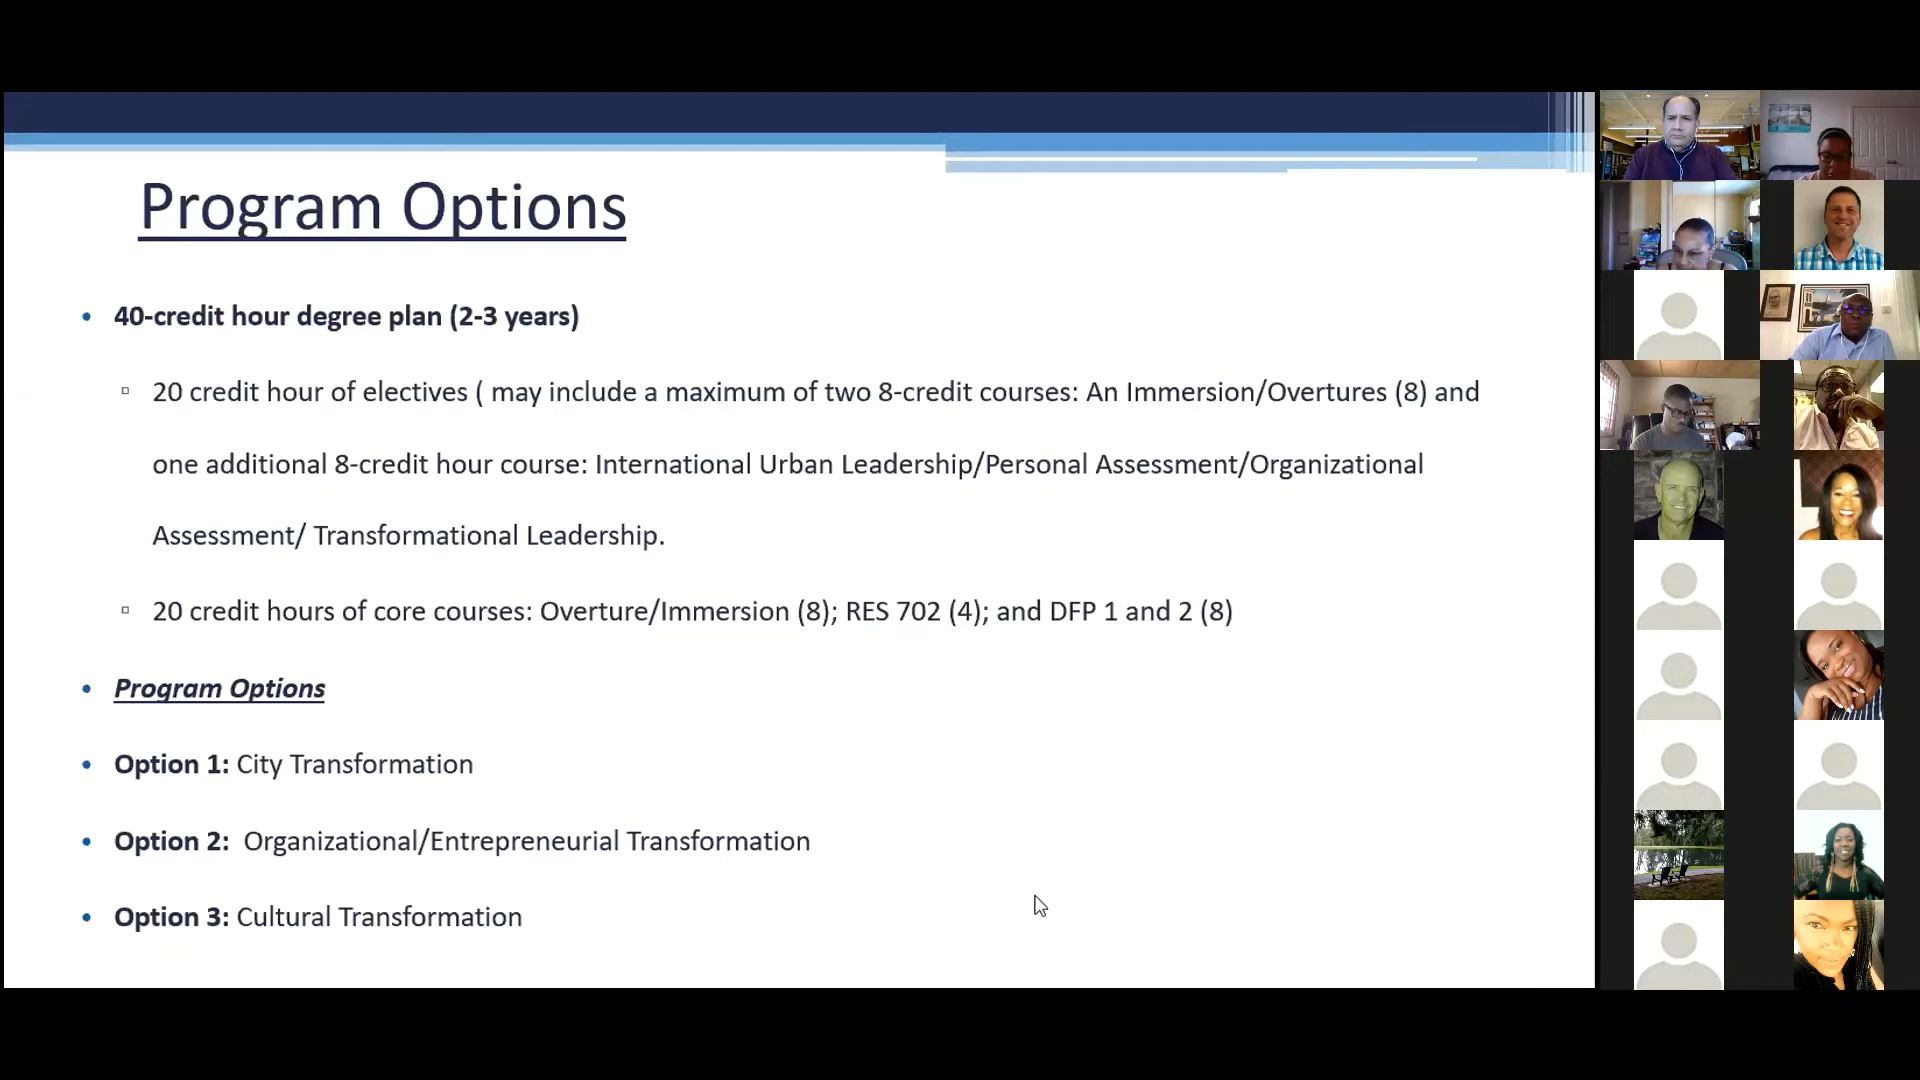 Program Options
• 40-credit hour degree plan (2-3 years)
▫ 20 credit hour of electives ( may include a maximum of two 8-credit courses: An Immersion/Overtures (8) and
one additional 8-credit hour course: International Urban Leadership/Personal Assessment/Organizational
Assessment/ Transformational Leadership.
▫ 20 credit hours of core courses: Overture/Immersion (8); RES 702 (4); and DFP 1 and 2 (8)
• Program Options
• Option 1: City Transformation
• Option 2:  Organizational/Entrepreneurial Transformation
• Option 3: Cultural Transformation